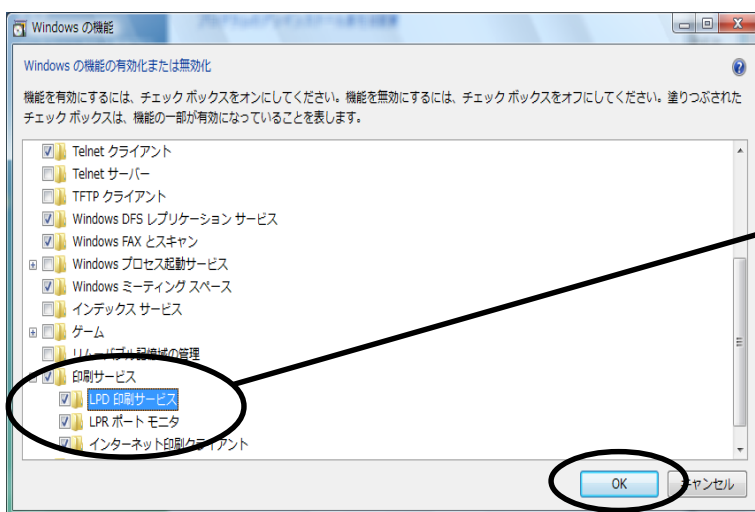 Windows の機能
Windows の機能の有効化または無効化
機能を有効にするには、チェック ボックスをオンにしてください。機能を無効にするには、チェック ボックスをオフにしてください。塗りつぶされた
チェック ボックスは、機能の一部が有効になっていることを表します。
Telnet クライアント
Telnet サーバー
TFTP クライアント
Windows DFS レプリケーション サービス
Windows FAX とスキャン
Windows プロセス起動サービス
Windows ミーティング スペース
インデックス サービス
ゲーム
リムーバブル記憶域の管理
印刷サービス
LPD 印刷サービス
LPR ポート モニタ
インターネット印刷クライアント
OK
キャンセル